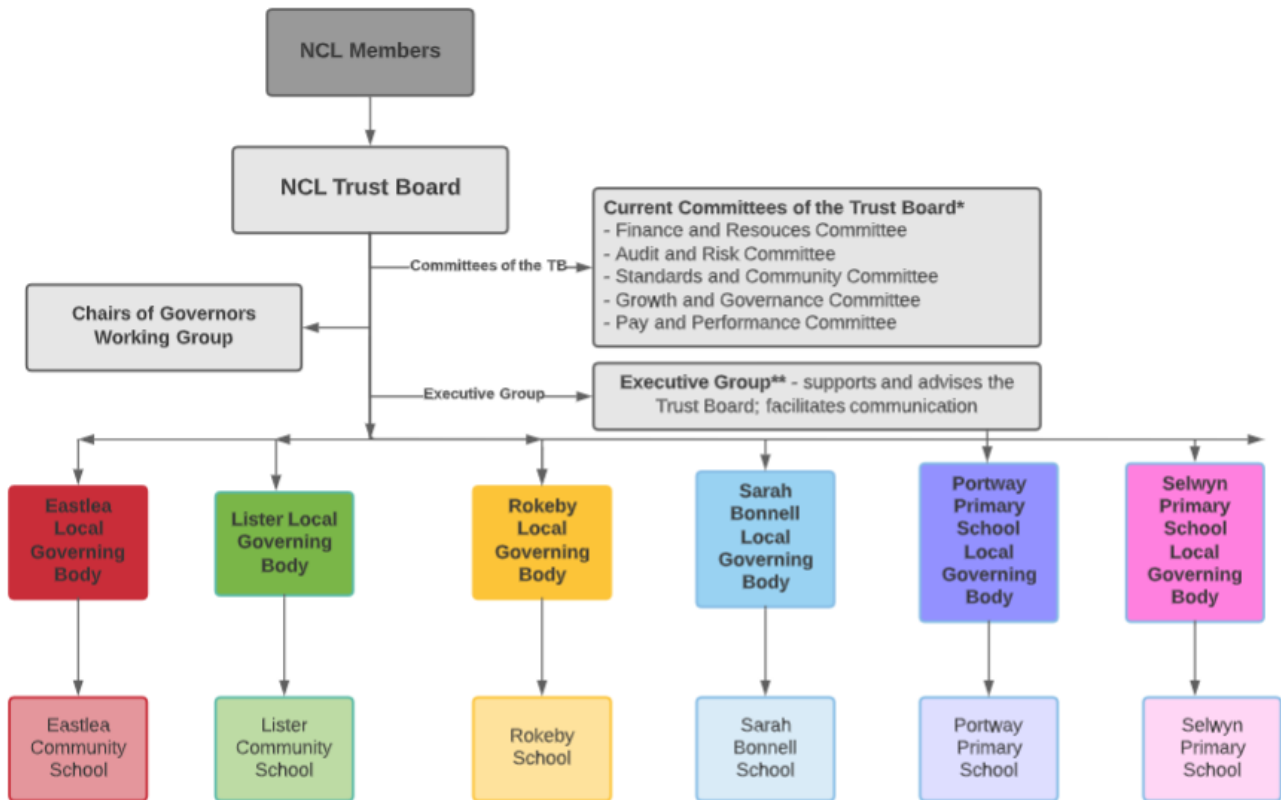 NCL Members
NCL Trust Board
Current Committees of the Trust Board*
- Finance and Resouces Committee
- Audit and Risk Committee
- Standards and Community Committee
- Growth and Governance Committee
- Pay and Performance Committee
Committees of the TB
Chairs of Governors
Working Group
Executive Group
Executive Group** - supports and advises the
Trust Board; facilitates communication
Eastlea
Local
Governing
Body
Lister Local
Governing
Body
Rokeby
Local
Governing
Body
Sarah
Bonnell
Local
Governing
Body
Portway
Primary
School
Local
Governing
Body
Selwyn
Primary
School
Local
Governing
Body
Eastlea
Community
School
Lister
Community
School
Rokeby
School
Sarah
Bonnell
School
Portway
Primary
School
Selwyn
Primary
School